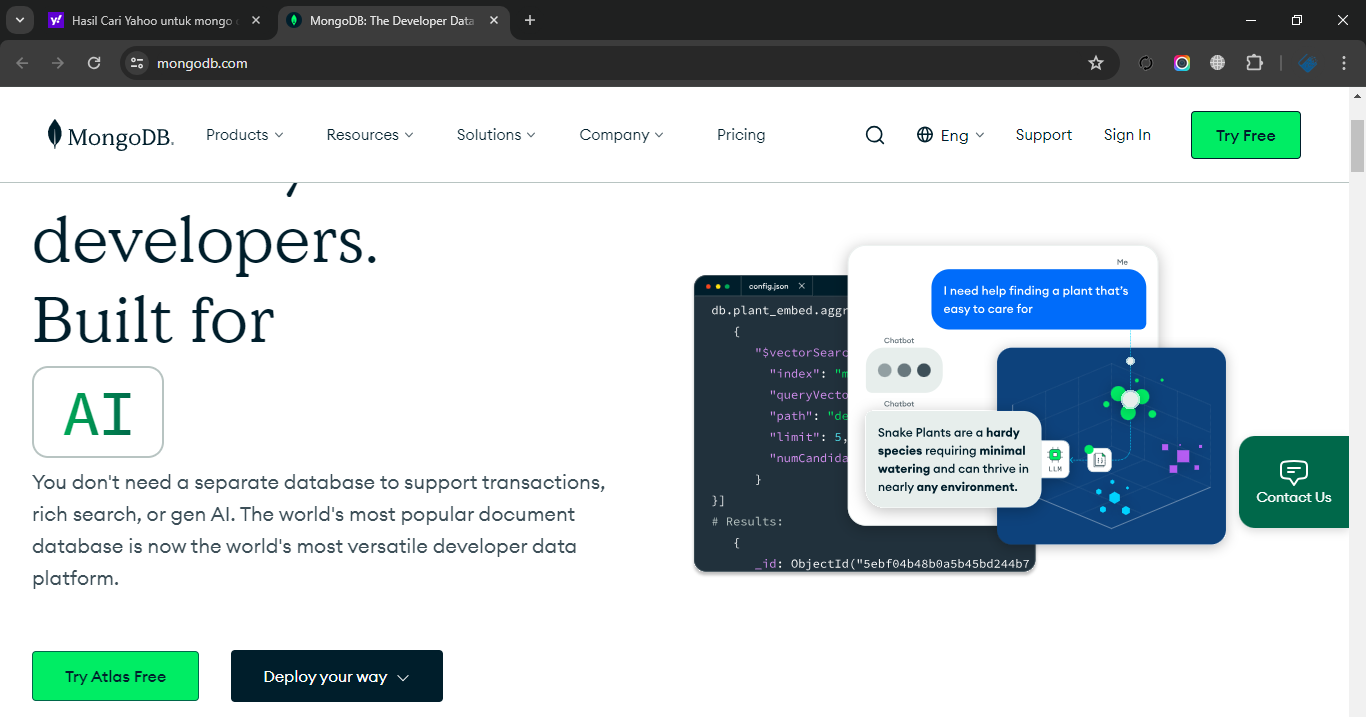 Hasil Cari Yahoo untuk mongo
MongoDB: The Developer Data
mongodb.com
MongoDB.
Products
Resources
Solutions
Company
Pricing
Eng
Support
Sign In
Try Free
developers.
Built for
AI
You don't need a separate database to support transactions,
rich search, or gen AI. The world's most popular document
database is now the world's most versatile developer data
platform.
Try Atlas Free
Deploy your way
config.json
db.plant_embed.aggr
{
"$vectorSearc
"index": "m
"queryVect
"path": "de
"limit": 5,
"numCandida
}
}]
# Results:
{
_id: ObjectId("5ebf04b48b0a5b45bd244b7
Me
I need help finding a plant that's
easy to care for
Chatbot
Chatbot
Snake Plants are a hardy
species requiring minimal
watering and can thrive in
nearly any environment.
LLM
Contact Us